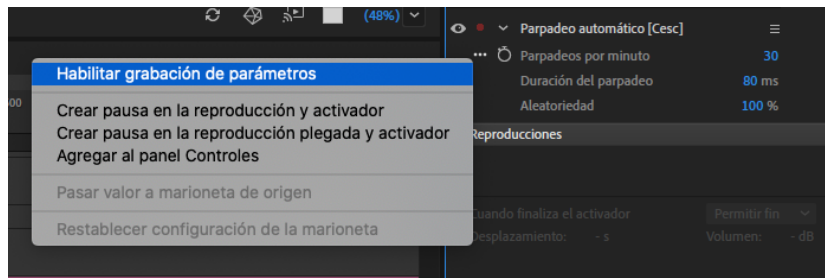 (48%)
Parpadeo automático [Cesc]
Parpadeos por minuto 30
Duración del parpadeo 80 ms
Aleatoriedad 100 %
Reproducciones
Cuando finaliza el activador Permitir fin
Desplazamiento: - s Volumen: - dB
Habilitar grabación de parámetros
Crear pausa en la reproducción y activador
Crear pausa en la reproducción plegada y activador
Agregar al panel Controles
Pasar valor a marioneta de origen
Restablecer configuración de la marioneta